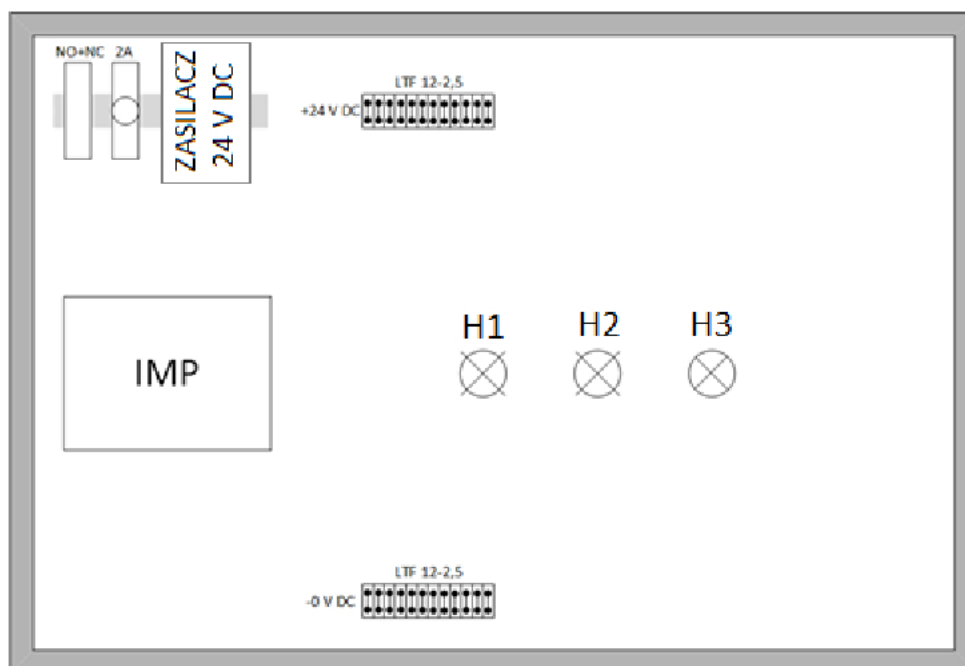 NO+NC 2A
ZASILACZ
24 V DC
LTF 12-2,5
+24 V DC
IMP
H1 H2 H3
LTF 12-2,5
-0 V DC